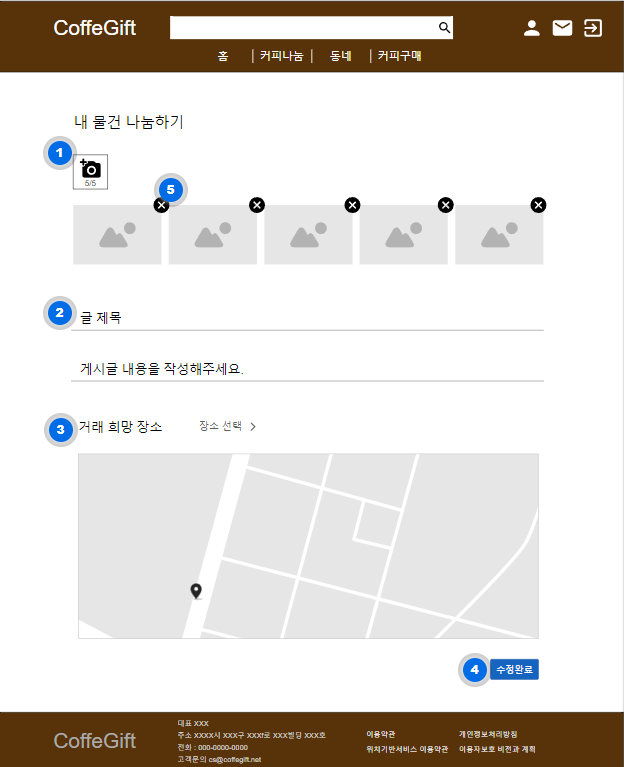 CoffeGift
홈 | 커피나눔 | 동네 | 커피구매
내 물건 나눔하기
1
5/5
5
2
글 제목
게시글 내용을 작성해주세요.
3 거래 희망 장소 장소 선택 >
4 수정완료
CoffeGift
대표 XXX
주소 XXXX시 XXX구 XXX로 XXX빌딩 XXX호
전화 : 000-0000-0000
고객문의 cs@coffegift.net
이용약관 개인정보처리방침
위치기반서비스 이용약관 이용자보호 비전과 계획